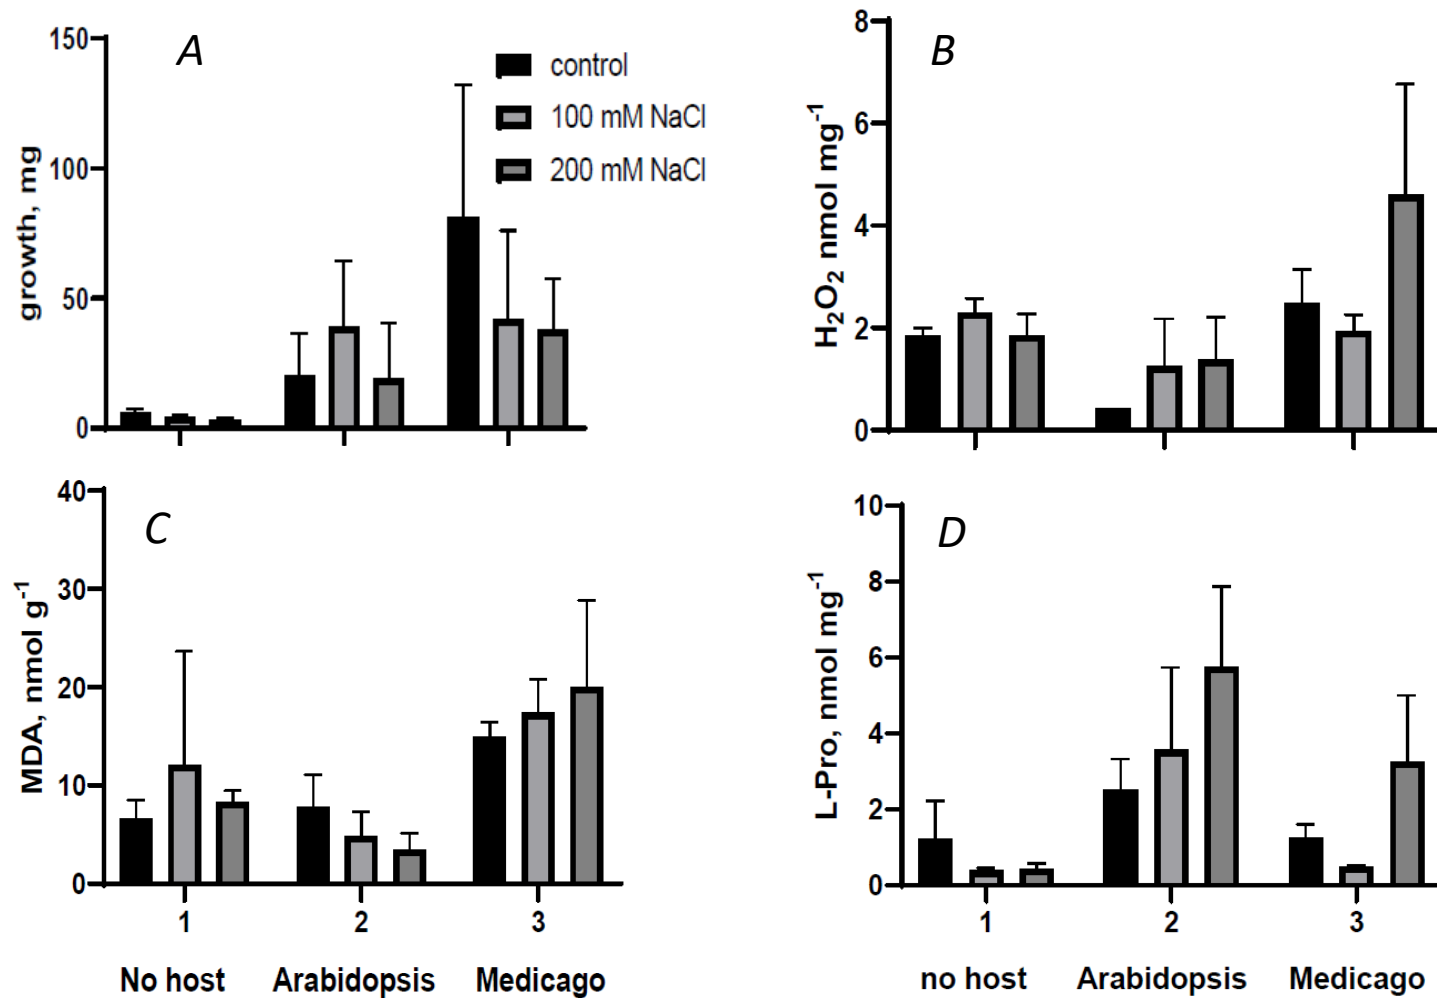 A
150
100
50
0
growth, mg
control
100 mM NaCl
200 mM NaCl
B
8
6
4
2
0
H₂O₂ nmol mg⁻¹
C
40
30
20
10
0
MDA, nmol g⁻¹
1 2 3
No host Arabidopsis Medicago
D
10
8
6
4
2
0
L-Pro, nmol mg⁻¹
1 2 3
no host Arabidopsis Medicago